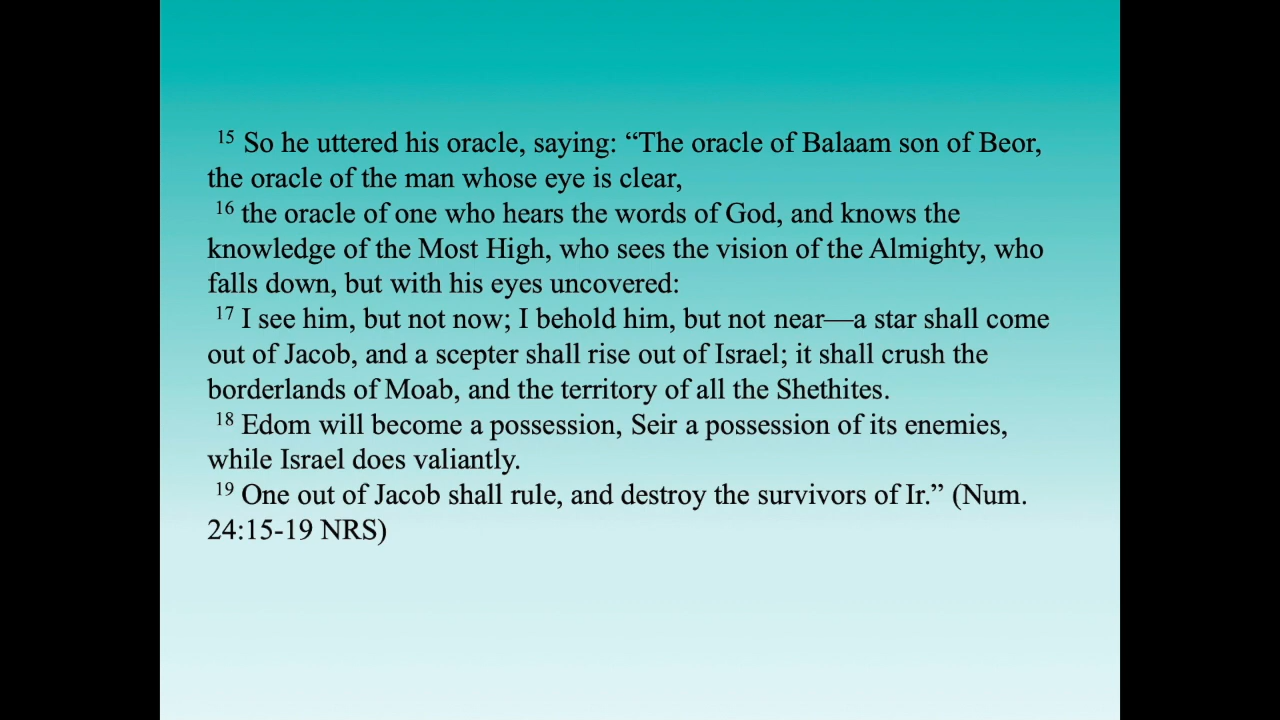 15 So he uttered his oracle, saying: “The oracle of Balaam son of Beor,
the oracle of the man whose eye is clear,
16 the oracle of one who hears the words of God, and knows the
knowledge of the Most High, who sees the vision of the Almighty, who
falls down, but with his eyes uncovered:
17 I see him, but not now; I behold him, but not near—a star shall come
out of Jacob, and a scepter shall rise out of Israel; it shall crush the
borderlands of Moab, and the territory of all the Shethites.
18 Edom will become a possession, Seir a possession of its enemies,
while Israel does valiantly.
19 One out of Jacob shall rule, and destroy the survivors of Ir.” (Num.
24:15-19 NRS)